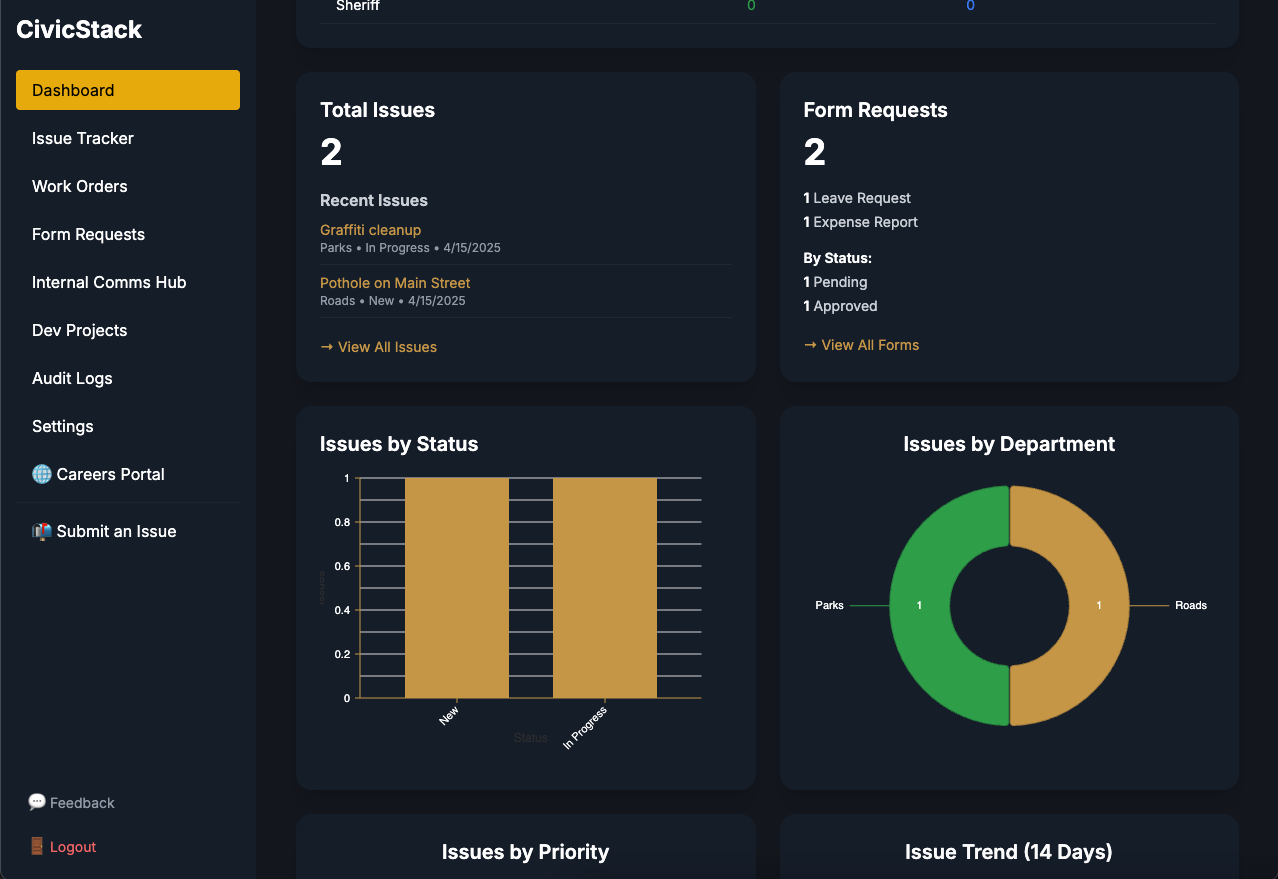 CivicStack
Dashboard
Issue Tracker
Work Orders
Form Requests
Internal Comms Hub
Dev Projects
Audit Logs
Settings
🌐 Careers Portal
📬 Submit an Issue
💬 Feedback
🚪 Logout
Sheriff 0 0
Total Issues
2
Recent Issues
Graffiti cleanup
Parks • In Progress • 4/15/2025
Pothole on Main Street
Roads • New • 4/15/2025
→ View All Issues
Form Requests
2
1 Leave Request
1 Expense Report
By Status:
1 Pending
1 Approved
→ View All Forms
Issues by Status
1
0.8
0.6
0.4
0.2
0
New
In Progress
Status
Issues by Department
Parks
1
1
Roads
Issues by Priority
Issue Trend (14 Days)